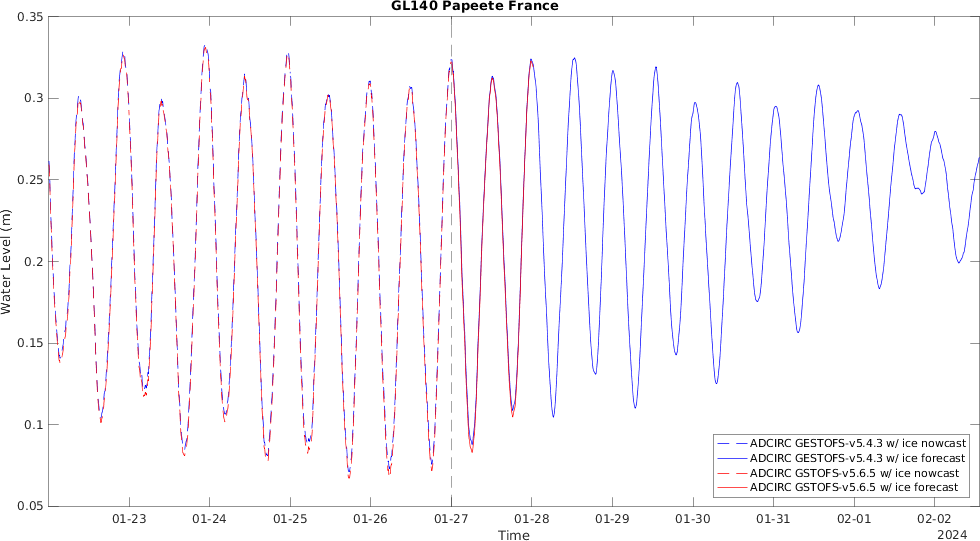 GL140 Papeete France
0.35
0.3
0.25
0.2
0.15
0.1
0.05
Water Level (m)
01-23
01-24
01-25
01-26
01-27
01-28
01-29
01-30
01-31
02-01
02-02
Time
2024
ADCIRC GESTOFS-v5.4.3 w/ ice nowcast
ADCIRC GESTOFS-v5.4.3 w/ ice forecast
ADCIRC GSTOFS-v5.6.5 w/ ice nowcast
ADCIRC GSTOFS-v5.6.5 w/ ice forecast